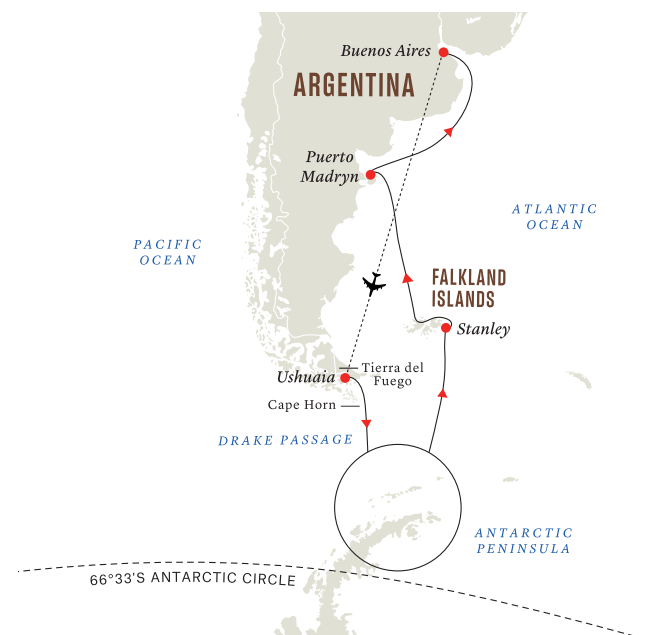 Buenos Aires
ARGENTINA
Puerto
Madryn
ATLANTIC
OCEAN
PACIFIC
OCEAN
FALKLAND
ISLANDS
Stanley
Tierra del
Fuego
Ushuaia
Cape Horn
DRAKE PASSAGE
ANTARCTIC
PENINSULA
66°33'S ANTARCTIC CIRCLE